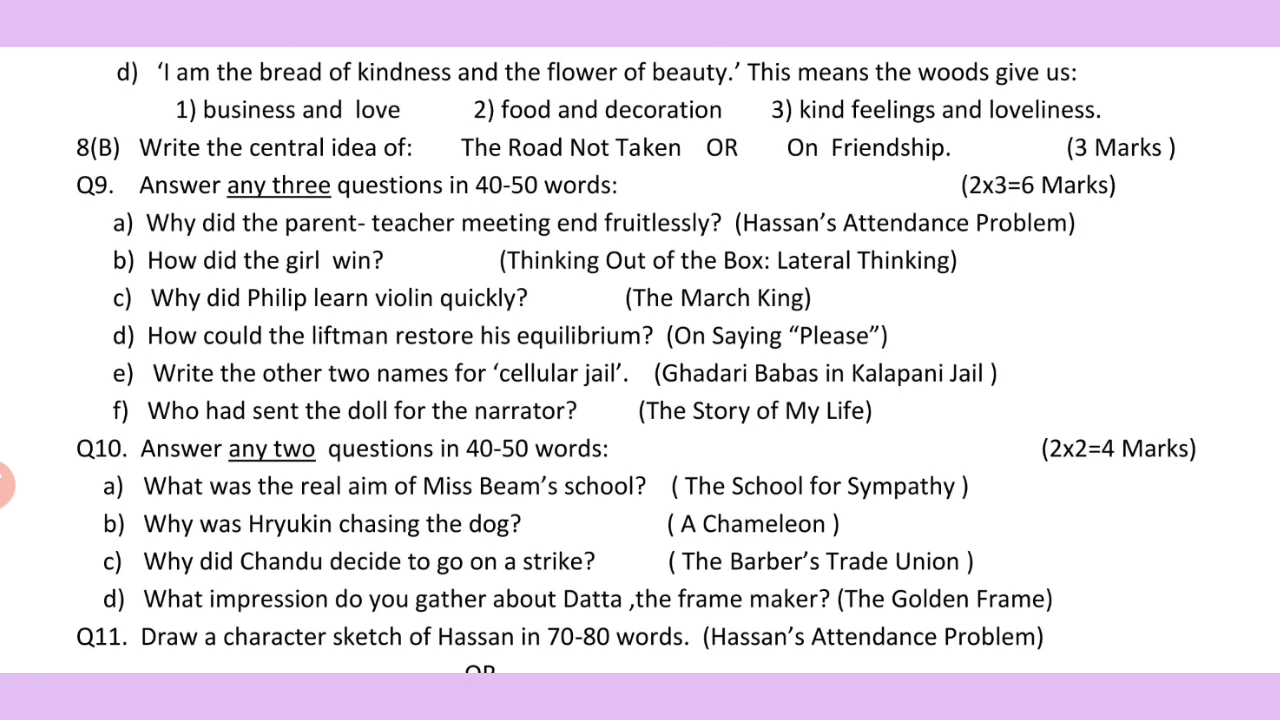 d) ‘I am the bread of kindness and the flower of beauty.’ This means the woods give us:
1) business and love 2) food and decoration 3) kind feelings and loveliness.
8(B) Write the central idea of: The Road Not Taken OR On Friendship. (3 Marks )
Q9. Answer any three questions in 40-50 words: (2x3=6 Marks)
a) Why did the parent- teacher meeting end fruitlessly? (Hassan’s Attendance Problem)
b) How did the girl win? (Thinking Out of the Box: Lateral Thinking)
c) Why did Philip learn violin quickly? (The March King)
d) How could the liftman restore his equilibrium? (On Saying “Please”)
e) Write the other two names for ‘cellular jail’. (Ghadari Babas in Kalapani Jail )
f) Who had sent the doll for the narrator? (The Story of My Life)
Q10. Answer any two questions in 40-50 words: (2x2=4 Marks)
a) What was the real aim of Miss Beam’s school? ( The School for Sympathy )
b) Why was Hryukin chasing the dog? ( A Chameleon )
c) Why did Chandu decide to go on a strike? ( The Barber’s Trade Union )
d) What impression do you gather about Datta ,the frame maker? (The Golden Frame)
Q11. Draw a character sketch of Hassan in 70-80 words. (Hassan’s Attendance Problem)
OR